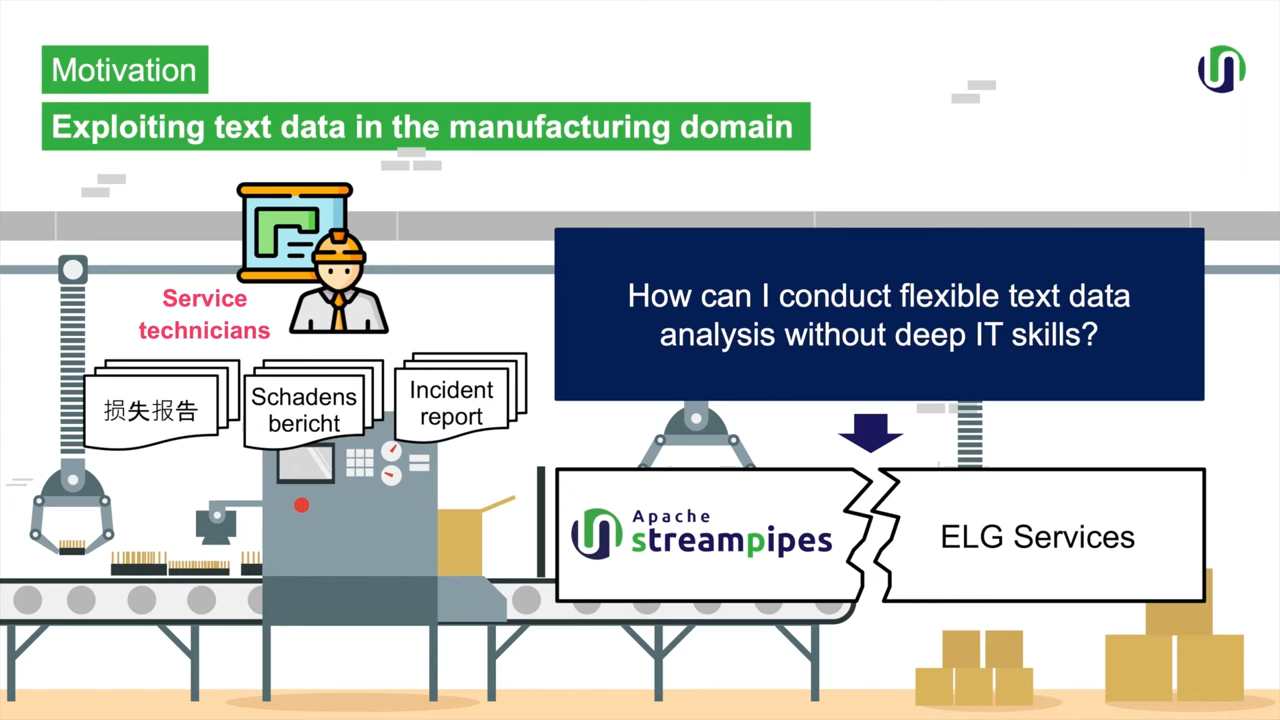 Motivation
Exploiting text data in the manufacturing domain
Service
technicians
损失报告
Schadens
bericht
Incident
report
How can I conduct flexible text data
analysis without deep IT skills?
Apache
streampipes
ELG Services